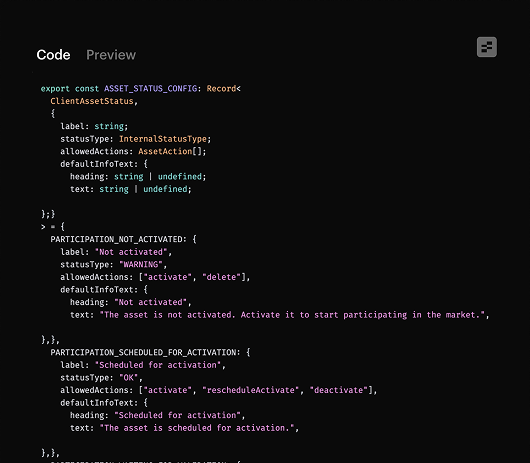 Code Preview
export const ASSET_STATUS_CONFIG: Record<
ClientAssetStatus,
{
label: string;
statusType: InternalStatusType;
allowedActions: AssetAction[];
defaultInfoText: {
heading: string | undefined;
text: string | undefined;
};}
> = {
PARTICIPATION_NOT_ACTIVATED: {
label: "Not activated",
statusType: "WARNING",
allowedActions: ["activate", "delete"],
defaultInfoText: {
heading: "Not activated",
text: "The asset is not activated. Activate it to start participating in the market.",
},},
PARTICIPATION_SCHEDULED_FOR_ACTIVATION: {
label: "Scheduled for activation",
statusType: "OK",
allowedActions: ["activate", "rescheduleActivate", "deactivate"],
defaultInfoText: {
heading: "Scheduled for activation",
text: "The asset is scheduled for activation.",
},},